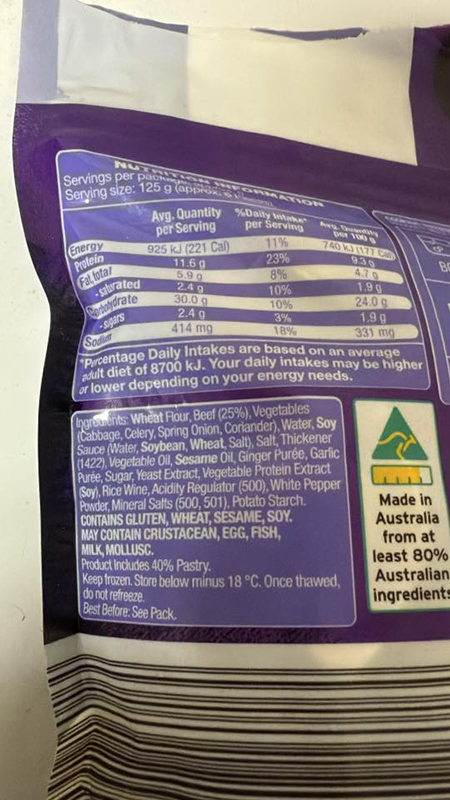 NUTRITION INFORMATION
Servings per package
Serving size: 125 g (approx.
Avg. Quantity per Serving %Daily Intake* per Serving Avg. Quantity per 100 g
Energy 925 kJ (221 Cal) 11% 740 kJ (177 Cal)
Protein 11.6 g 23% 9.3 g
Fat, total 5.9 g 8% 4.7 g
- saturated 2.4 g 10% 1.9 g
Carbohydrate 30.0 g 10% 24.0 g
- sugars 2.4 g 3% 1.9 g
Sodium 414 mg 18% 331 mg
*Percentage Daily Intakes are based on an average
adult diet of 8700 kJ. Your daily intakes may be higher
or lower depending on your energy needs.
Ingredients: Wheat Flour, Beef (25%), Vegetables
(Cabbage, Celery, Spring Onion, Coriander), Water, Soy
Sauce (Water, Soybean, Wheat, Salt), Salt, Thickener
(1422), Vegetable Oil, Sesame Oil, Ginger Purée, Garlic
Purée, Sugar, Yeast Extract, Vegetable Protein Extract
(Soy), Rice Wine, Acidity Regulator (500), White Pepper
Powder, Mineral Salts (500, 501), Potato Starch.
CONTAINS GLUTEN, WHEAT, SESAME, SOY.
MAY CONTAIN CRUSTACEAN, EGG, FISH,
MILK, MOLLUSC.
Product Includes 40% Pastry.
Keep frozen. Store below minus 18 °C. Once thawed,
do not refreeze.
Best Before: See Pack.
Made in
Australia
from at
least 80%
Australian
ingredients